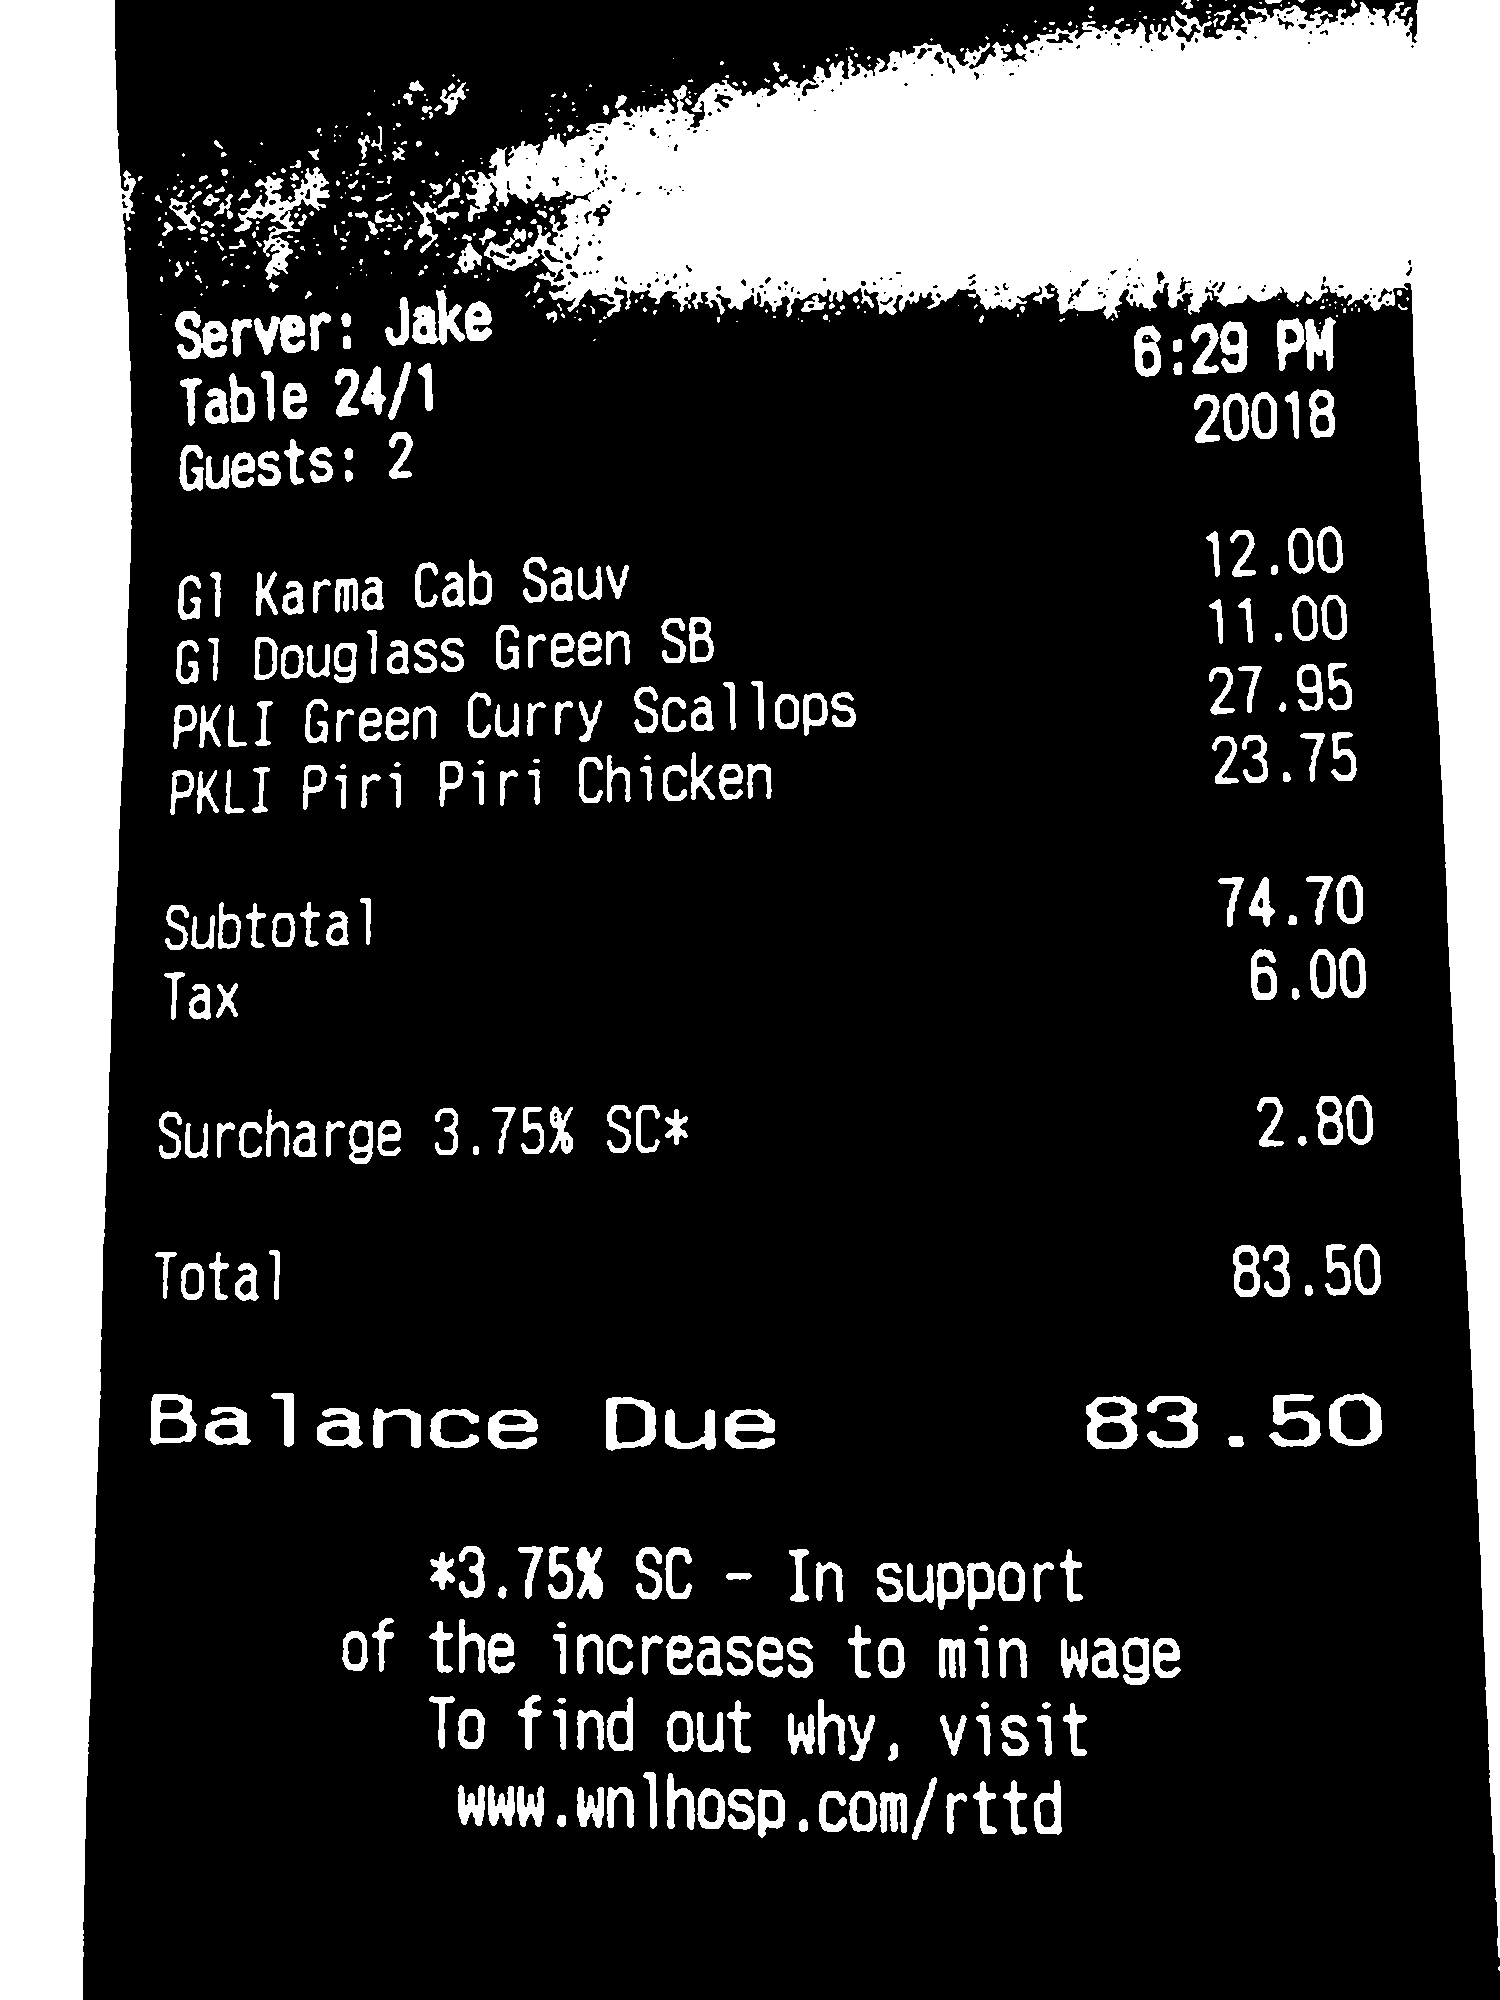 Server: Jake
6:29 PM
Table 24/1
20018
Guests: 2
Gl Karma Cab Sauv 12.00
Gl Douglass Green SB 11.00
PKLI Green Curry Scallops 27.95
PKLI Piri Piri Chicken 23.75
Subtotal 74.70
Tax 6.00
Surcharge 3.75% SC* 2.80
Total 83.50
Balance Due 83.50
*3.75% SC - In support
of the increases to min wage
To find out why, visit
www.wnlhosp.com/rttd